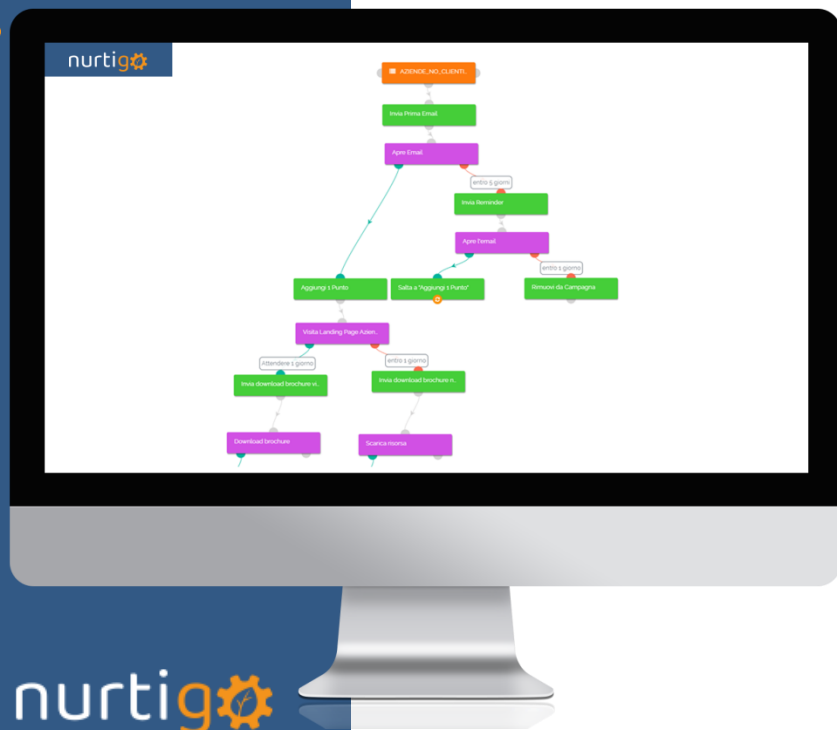 nurtigo
AZIENDE_NO_CLIENTI..
Invia Prima Email
Apre Email
entro 5 giorni
Invia Reminder
Apre l'email
entro 1 giorno
Aggiungi 1 Punto
Salta a "Aggiungi 1 Punto"
Rimuovi da Campagna
Visita Landing Page Azien..
Attendere 1 giorno
entro 1 giorno
Invia download brochure vi..
Invia download brochure n..
Download brochure
Scarica risorsa
nurtigo